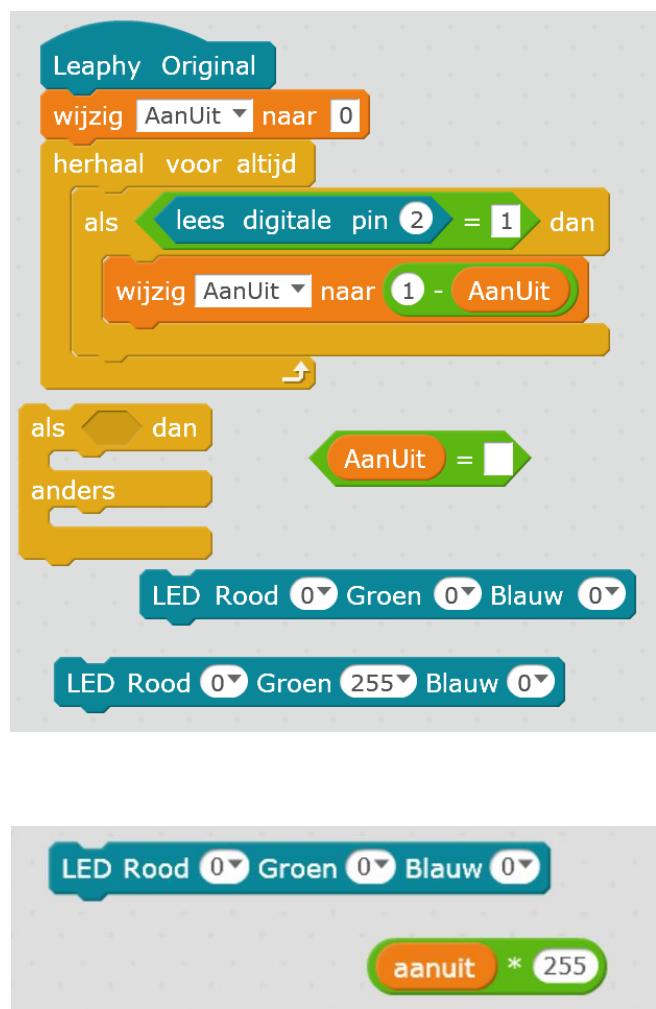 Leaphy Original
wijzig AanUit naar 0
herhaal voor altijd
als lees digitale pin 2 = 1 dan
wijzig AanUit naar 1 - AanUit
als dan
AanUit =
anders
LED Rood 0 Groen 0 Blauw 0
LED Rood 0 Groen 255 Blauw 0
LED Rood 0 Groen 0 Blauw 0
aanuit * 255